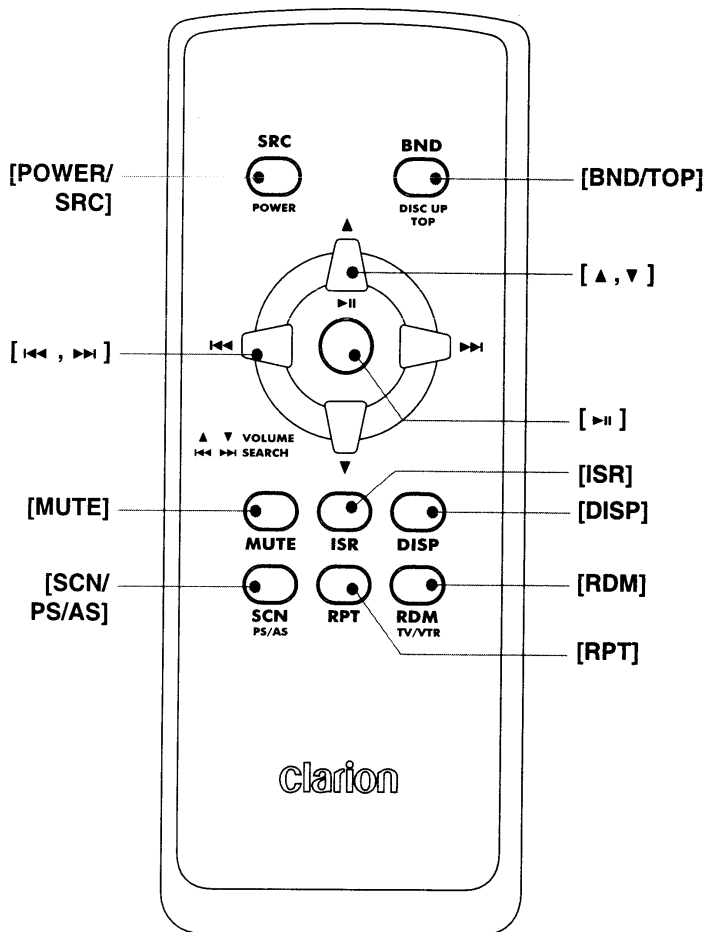 SRC
BND
[POWER/
SRC]
[BND/TOP]
POWER
DISC UP
TOP
▲
[ ▲ , ▼ ]
▶II
[ I◀◀ , ▶▶I ]
I◀◀
▶▶I
[ ▶II ]
▲ ▼ VOLUME
I◀◀ ▶▶I SEARCH
▼
[ISR]
[MUTE]
[DISP]
MUTE
ISR
DISP
[SCN/
PS/AS]
[RDM]
SCN
PS/AS
RPT
RDM
TV/VTR
[RPT]
clarion